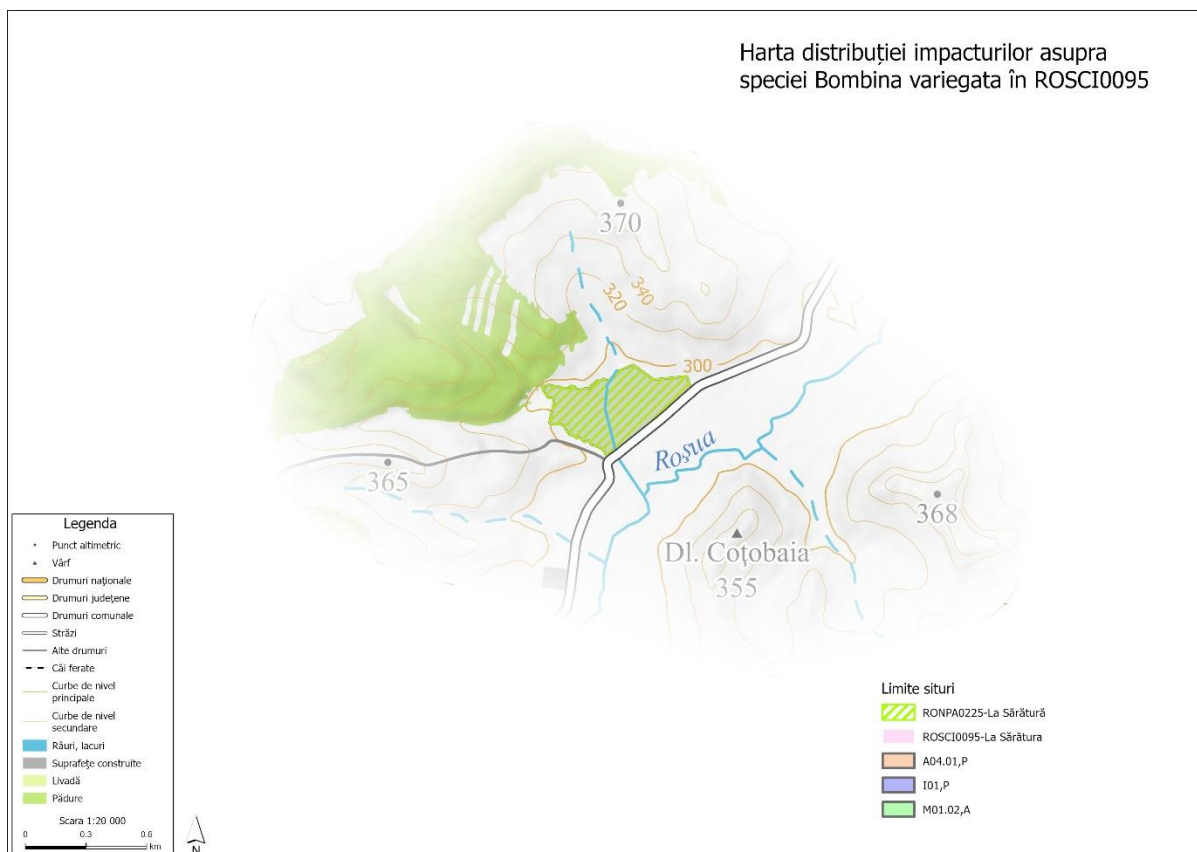 Harta distribuției impacturilor asupra
speciei Bombina variegata în ROSCI0095
370
340
320
300
Roșua
365
368
Dl. Coțobaia
355
Legenda
Punct altimetric
Vârf
Drumuri naționale
Drumuri județene
Drumuri comunale
Străzi
Alte drumuri
Căi ferate
Curbe de nivel
principale
Curbe de nivel
secundare
Râuri, lacuri
Suprafețe construite
Livadă
Pădure
Scara 1:20 000
0 0.3 0.6
km
N
Limite situri
RONPA0225-La Sărătură
ROSCI0095-La Sărătura
A04.01,P
I01,P
M01.02,A